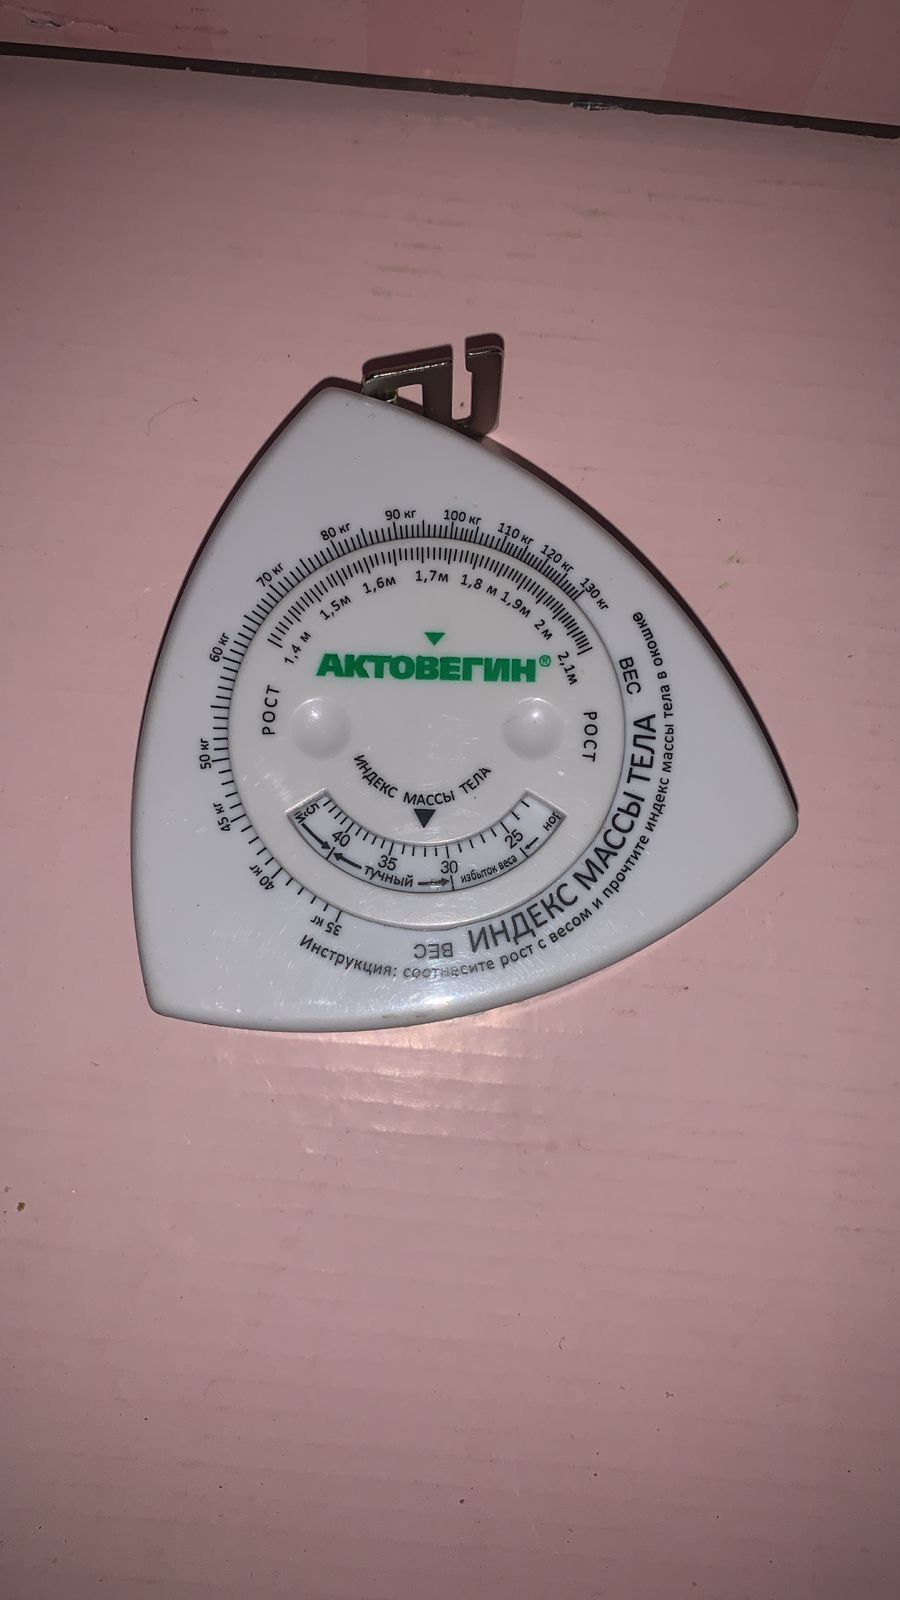 35 кг
40 кг
45 кг
50 кг
60 кг
70 кг
80 кг
90 кг
100 кг
110 кг
120 кг
130 кг
1,4 м
1,5м
1,6м
1,7м
1,8 м
1,9м
2м
2,1м
АКТОВЕГИН®
РОСТ
РОСТ
ВЕС
ВЕС
ИНДЕКС МАССЫ ТЕЛА
40
35
30
25
тучный
избыток веса
ИНДЕКС МАССЫ ТЕЛА
Инструкция: соотнесите рост с весом и прочтите индекс массы тела в окошке